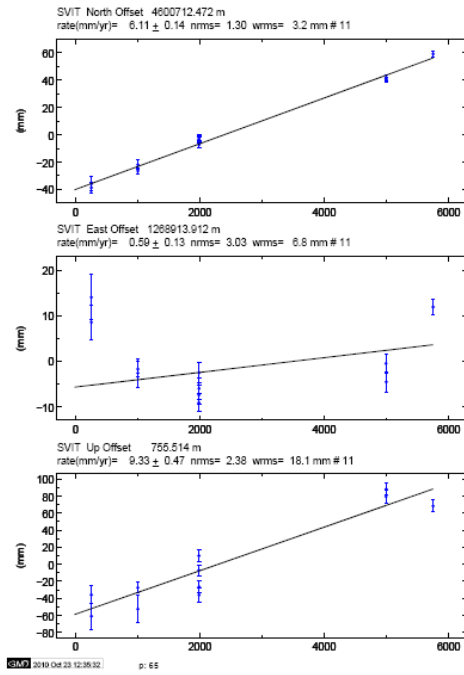 SVIT North Offset 4600712.472 m
rate(mm/yr)= 6.11 ± 0.14 nrms= 1.30 wrms= 3.2 mm # 11
60
40
20
0
−20
−40
(mm)
0 2000 4000 6000
SVIT East Offset 1268913.912 m
rate(mm/yr)= 0.59 ± 0.13 nrms= 3.03 wrms= 6.8 mm # 11
20
10
0
−10
(mm)
0 2000 4000 6000
SVIT Up Offset 755.514 m
rate(mm/yr)= 9.33 ± 0.47 nrms= 2.38 wrms= 18.1 mm # 11
100
80
60
40
20
0
−20
−40
−60
−80
(mm)
0 2000 4000 6000
GMD 2010 Oct 23 12:35:32 p: 65